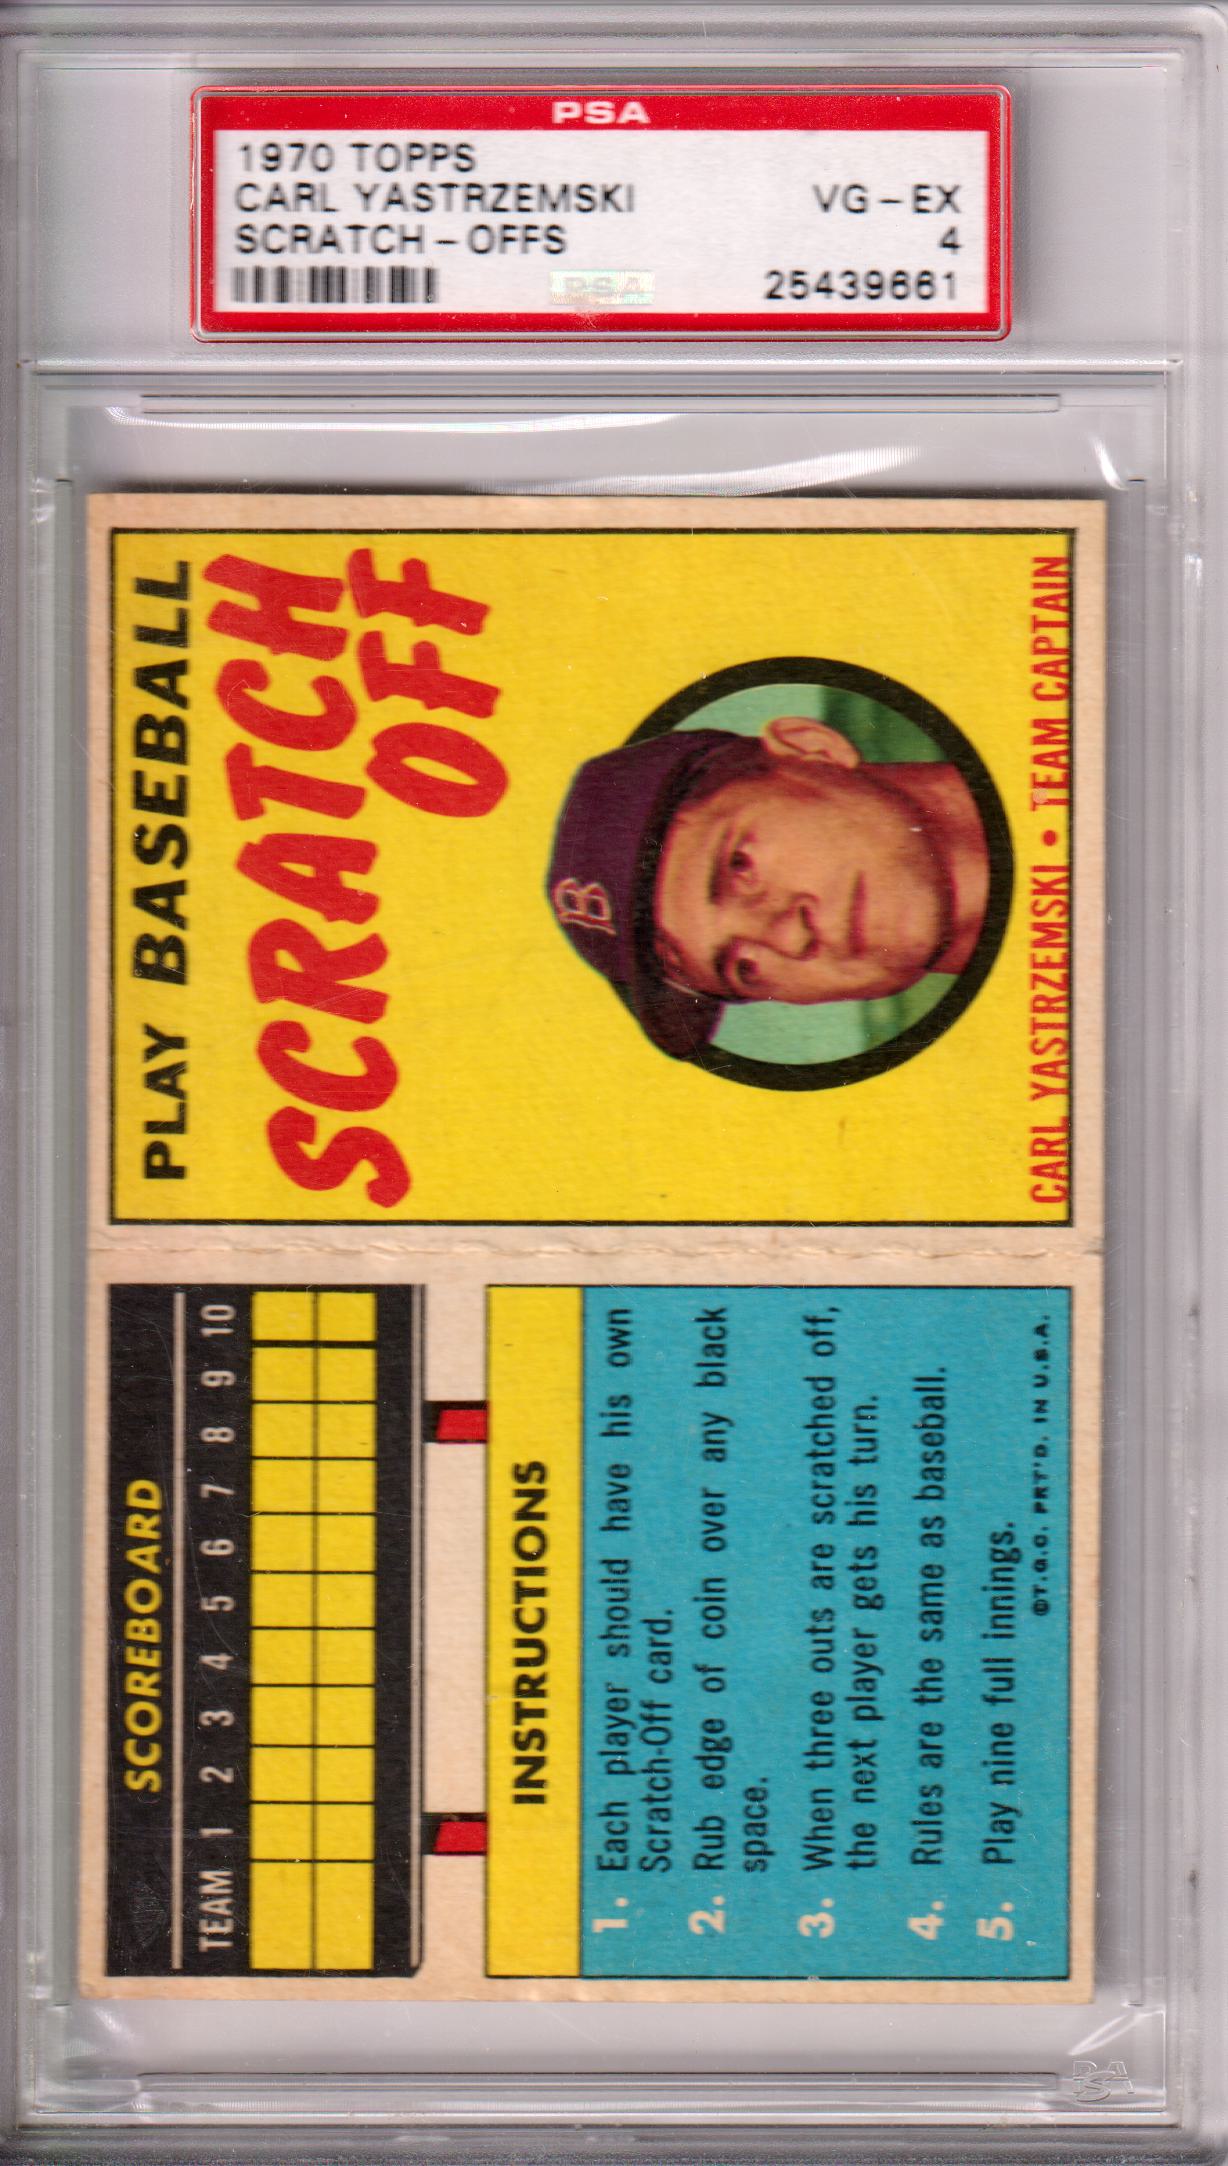 PSA
1970 TOPPS
CARL YASTRZEMSKI VG-EX
SCRATCH-OFFS 4
PSA 25439661
SCOREBOARD
TEAM 1 2 3 4 5 6 7 8 9 10
INSTRUCTIONS
1. Each player should have his own
Scratch-Off card.
2. Rub edge of coin over any black
space.
3. When three outs are scratched off,
the next player gets his turn.
4. Rules are the same as baseball.
5. Play nine full innings.
©T.G.C. PRT'D. IN U.S.A.
PLAY BASEBALL
SCRATCH
OFF
B
CARL YASTRZEMSKI • TEAM CAPTAIN
PSA